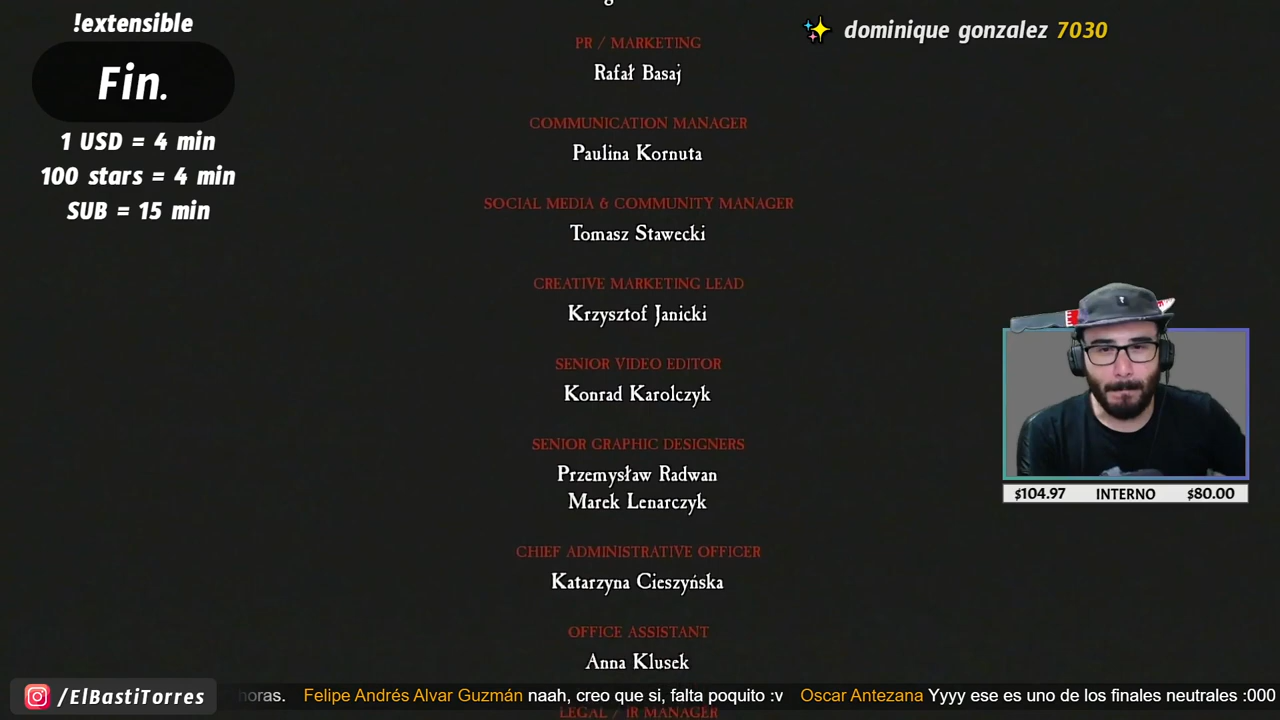 !extensible
Fin.
1 USD = 4 min
100 stars = 4 min
SUB = 15 min
dominique gonzalez 7030
PR / MARKETING
Rafał Basaj
COMMUNICATION MANAGER
Paulina Kornuta
SOCIAL MEDIA & COMMUNITY MANAGER
Tomasz Stawecki
CREATIVE MARKETING LEAD
Krzysztof Janicki
SENIOR VIDEO EDITOR
Konrad Karolczyk
SENIOR GRAPHIC DESIGNERS
Przemysław Radwan
Marek Lenarczyk
CHIEF ADMINISTRATIVE OFFICER
Katarzyna Cieszyńska
OFFICE ASSISTANT
Anna Klusek
LEGAL / IR MANAGER
$104.97 INTERNO $80.00
/ElBastiTorres
horas. Felipe Andrés Alvar Guzmán naah, creo que si, falta poquito :v Oscar Antezana Yyyy ese es uno de los finales neutrales :000